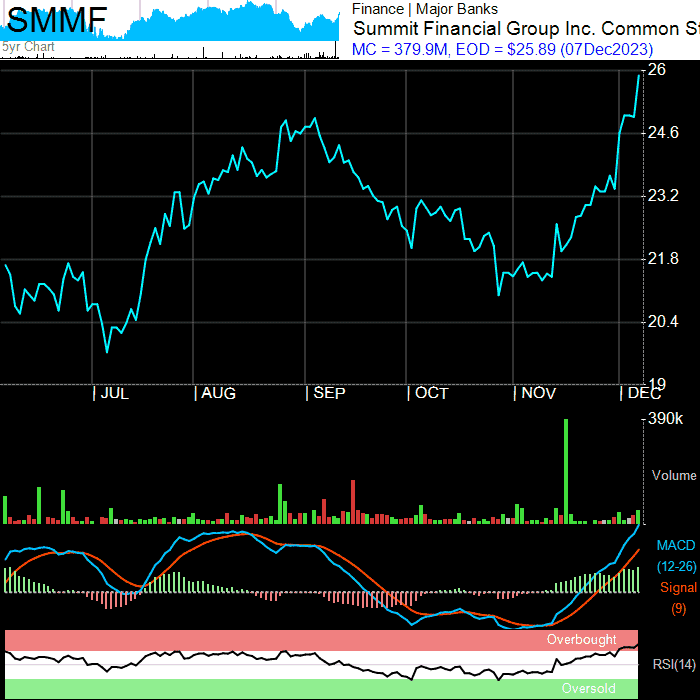 SMMF
5yr Chart
Finance | Major Banks
Summit Financial Group Inc. Common St
MC = 379.9M, EOD = $25.89 (07Dec2023)
26
24.6
23.2
21.8
20.4
19
| JUL | AUG | SEP | OCT | NOV | DEC
390k
Volume
MACD
(12-26)
Signal
(9)
Overbought
RSI(14)
Oversold